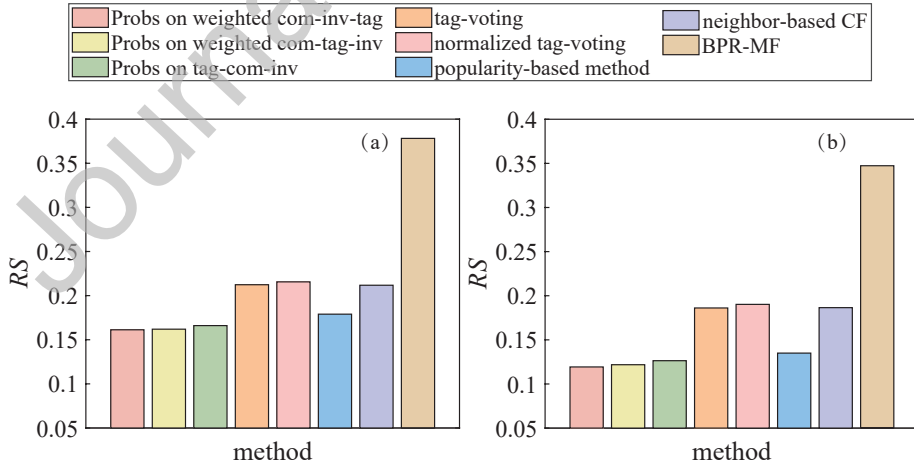 Probs on weighted com-inv-tag
tag-voting
neighbor-based CF
Probs on weighted com-tag-inv
normalized tag-voting
BPR-MF
Probs on tag-com-inv
popularity-based method
Journa
0.4
0.35
0.3
0.25
0.2
0.15
0.1
0.05
RS
(a)
method
0.4
0.35
0.3
0.25
0.2
0.15
0.1
0.05
RS
(b)
method